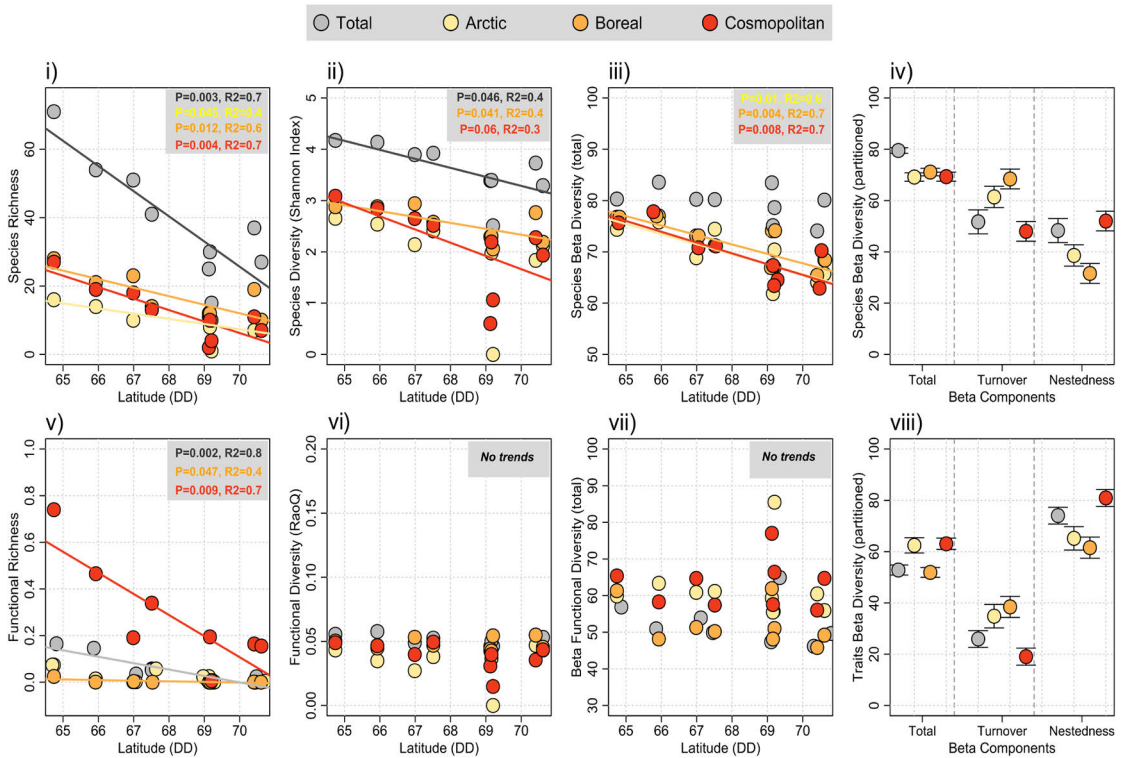 Total Arctic Boreal Cosmopolitan
i)
P=0.003, R2=0.7
P=0.045, R2=0.4
P=0.012, R2=0.6
P=0.004, R2=0.7
Species Richness
0 20 40 60
65 66 67 68 69 70
Latitude (DD)
ii)
P=0.046, R2=0.4
P=0.041, R2=0.4
P=0.06, R2=0.3
Species Diversity (Shannon Index)
0 1 2 3 4 5
65 66 67 68 69 70
Latitude (DD)
iii)
P=0.01, R2=0.6
P=0.004, R2=0.7
P=0.008, R2=0.7
Species Beta Diversity (total)
50 60 70 80 90 100
65 66 67 68 69 70
Latitude (DD)
iv)
Species Beta Diversity (partitioned)
0 20 40 60 80 100
Total Turnover Nestedness
Beta Components
v)
P=0.002, R2=0.8
P=0.047, R2=0.4
P=0.009, R2=0.7
Functional Richness
0.0 0.2 0.4 0.6 0.8 1.0
65 66 67 68 69 70
Latitude (DD)
vi)
No trends
Functional Diversity (RaoQ)
0.00 0.05 0.10 0.15 0.20
65 66 67 68 69 70
Latitude (DD)
vii)
No trends
Beta Functional Diversity (total)
30 40 50 60 70 80 90 100
65 66 67 68 69 70
Latitude (DD)
viii)
Traits Beta Diversity (partitioned)
0 20 40 60 80 100
Total Turnover Nestedness
Beta Components